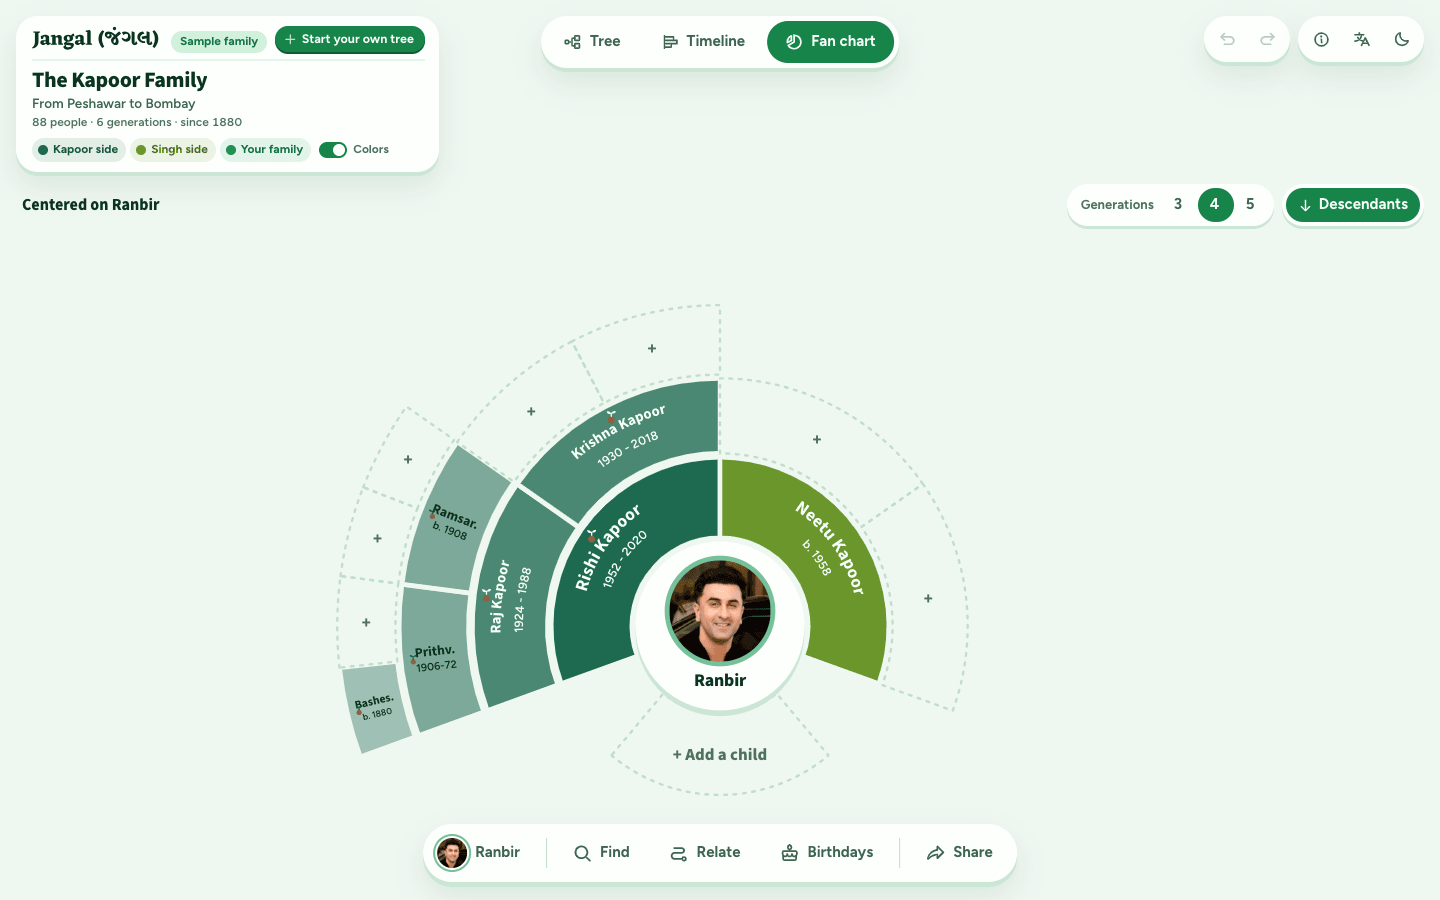 Jangal (જંગલ)
Sample family
+ Start your own tree
The Kapoor Family
From Peshawar to Bombay
88 people · 6 generations · since 1880
Kapoor side
Singh side
Your family
Colors
Tree
Timeline
Fan chart
Centered on Ranbir
Generations 3 4 5
↓ Descendants
+
+
+
+
+
+
+
Krishna Kapoor
1930 - 2018
Ramsar.
b. 1908
Rishi Kapoor
1952 - 2020
Neetu Kapoor
b. 1958
Raj Kapoor
1924 - 1988
Prithv.
1906-72
Bashes.
b. 1880
Ranbir
+ Add a child
Ranbir
Find
Relate
Birthdays
Share